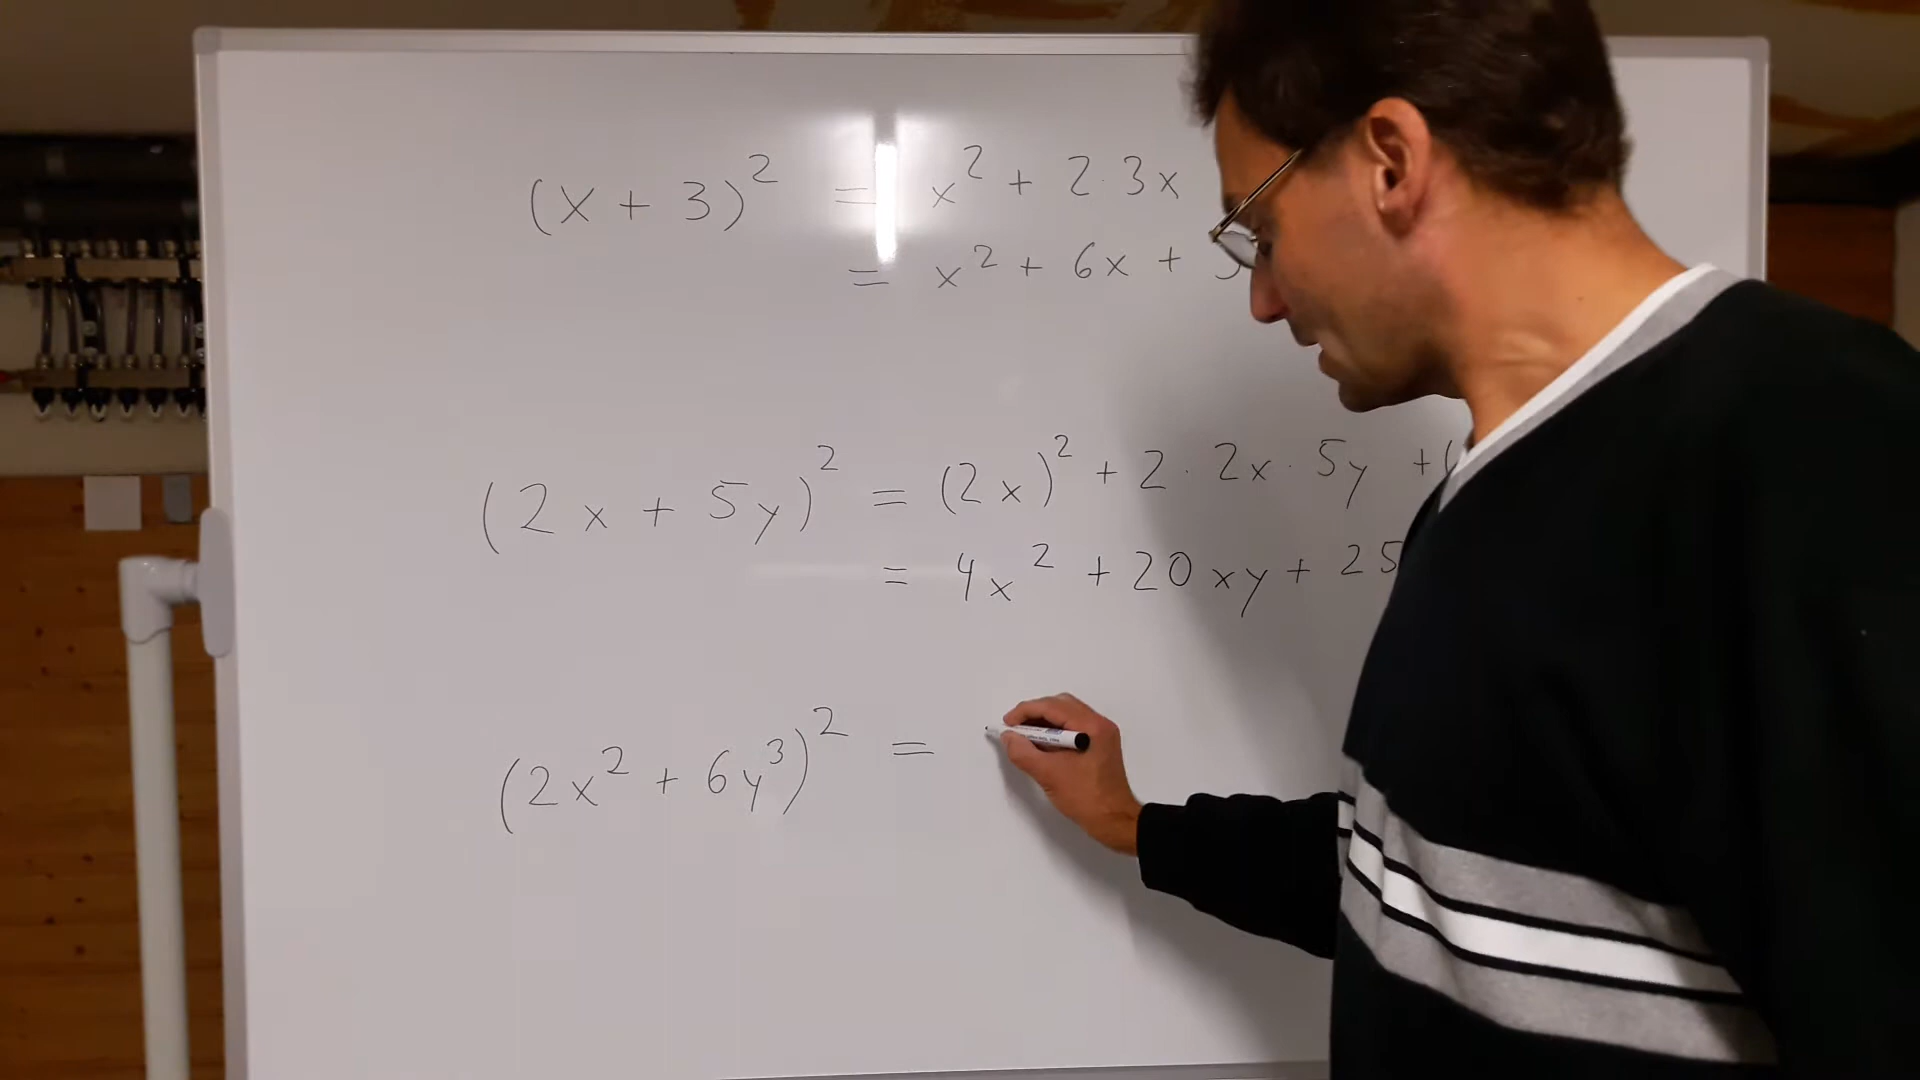 (x + 3)² = x² + 2·3x
= x² + 6x +
(2x + 5y)² = (2x)² + 2·2x·5y + (
= 4x² + 20xy + 25
(2x² + 6y³)² =